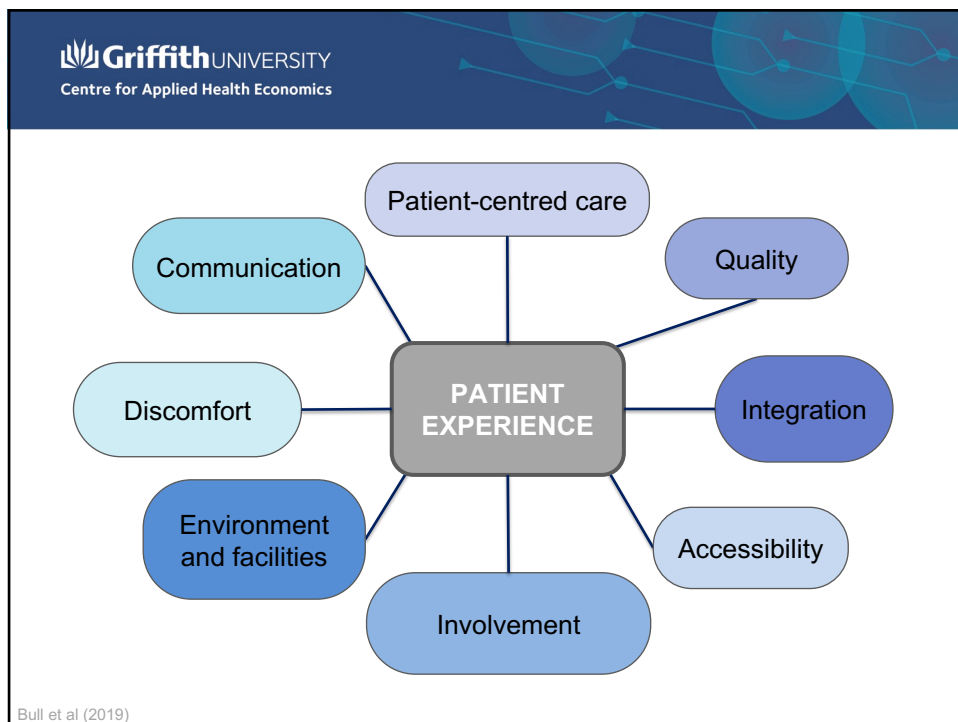 Griffith UNIVERSITY
Centre for Applied Health Economics
Patient-centred care
Communication
Quality
Discomfort
PATIENT
EXPERIENCE
Integration
Environment
and facilities
Accessibility
Involvement
Bull et al (2019)